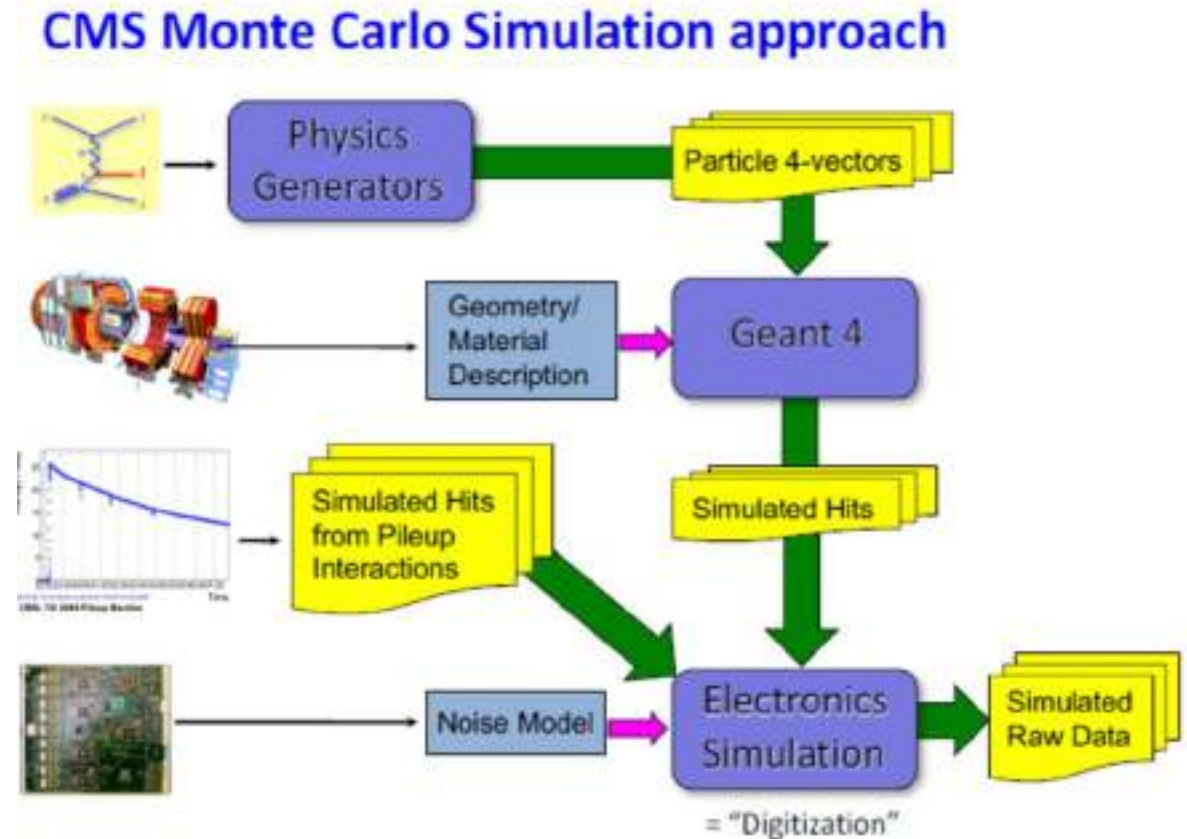 CMS Monte Carlo Simulation approach
Physics
Generators
Particle 4-vectors
Geometry/
Material
Description
Geant 4
Simulated Hits
from Pileup
Interactions
Simulated Hits
Time
Noise Model
Electronics
Simulation
Simulated
Raw Data
= "Digitization"